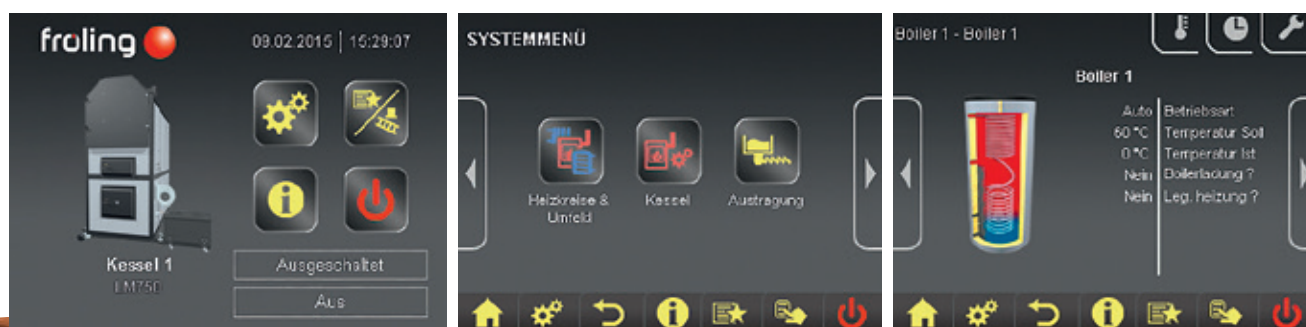 froling
09.02.2015 | 15:29:07
Kessel 1
LM750
Ausgeschaltet
Aus
SYSTEMMENÜ
Heizkreise &
Umfeld
Kessel
Austragung
Boiler 1 - Boiler 1
Boiler 1
Auto Betriebsart
60 °C Temperatur Soll
0 °C Temperatur Ist
Nein Boilerladung ?
Nein Leg. heizung ?